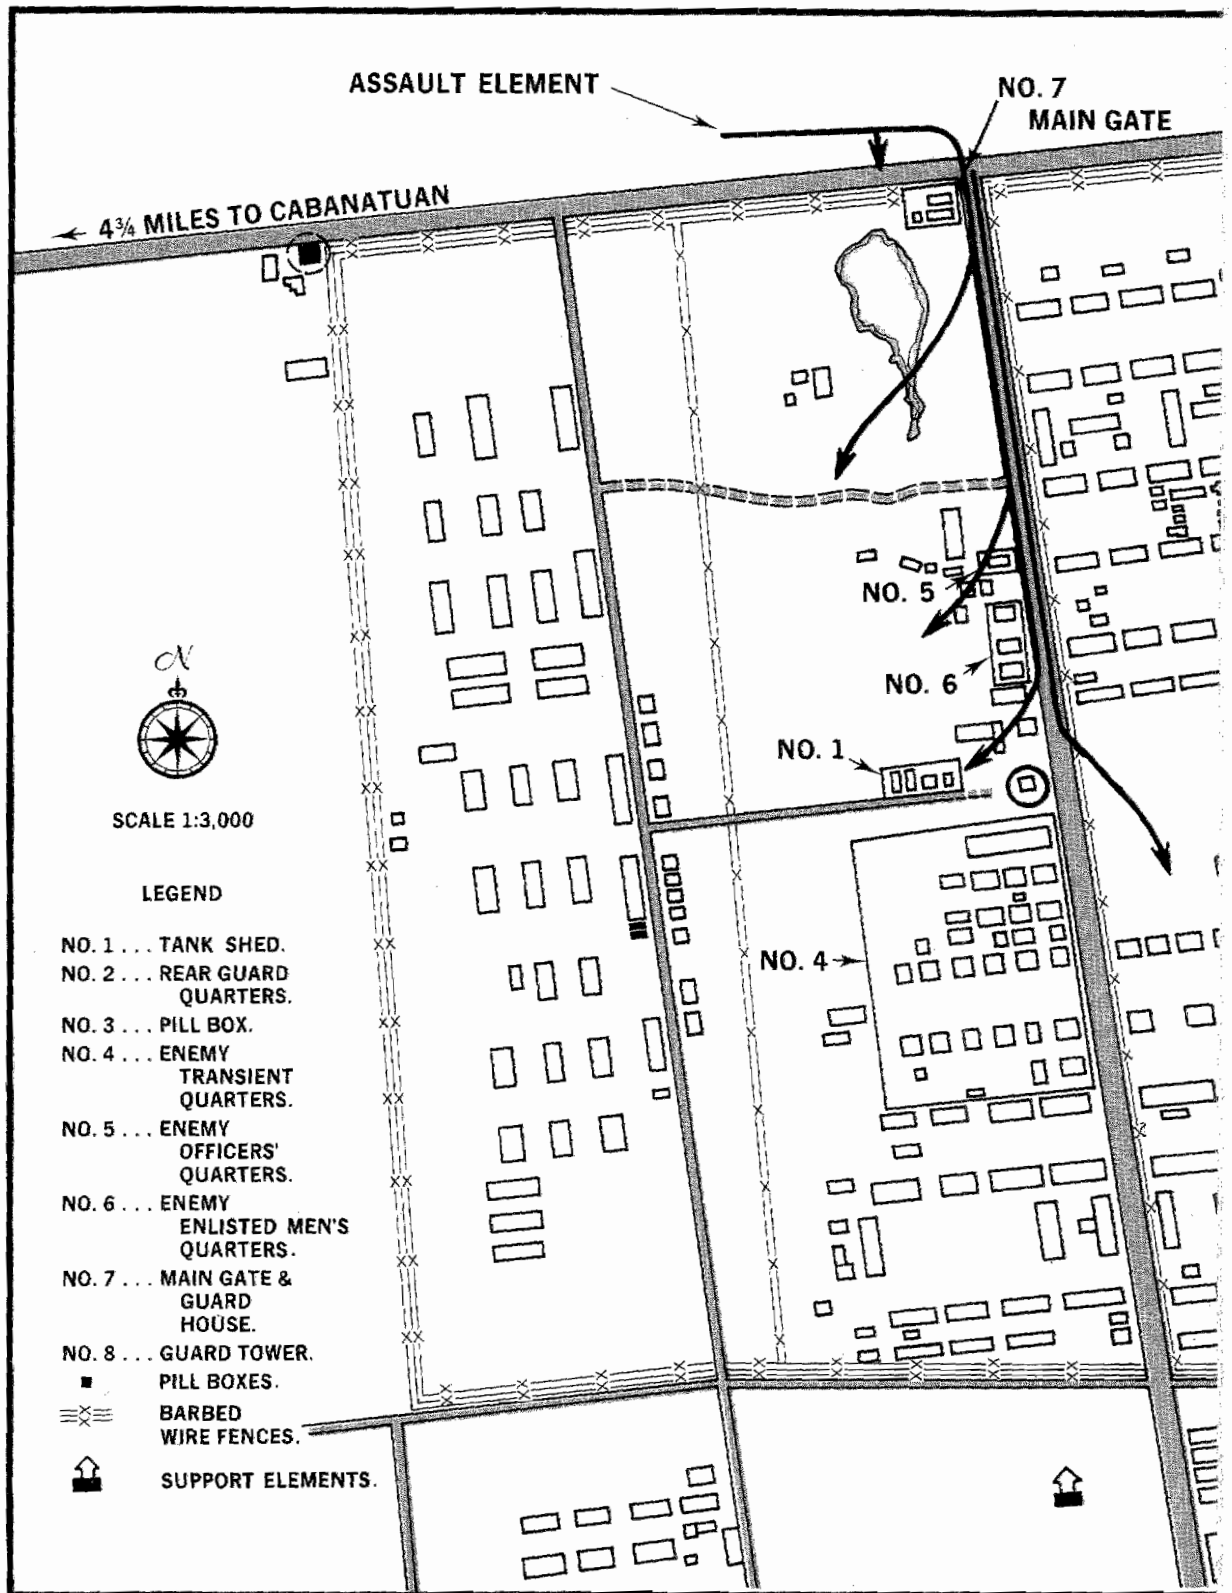 ASSAULT ELEMENT
NO. 7
MAIN GATE
4¾ MILES TO CABANATUAN
NO. 5
NO. 6
NO. 1
NO. 4
N
SCALE 1:3,000
LEGEND
NO. 1 ... TANK SHED.
NO. 2 ... REAR GUARD
QUARTERS.
NO. 3 ... PILL BOX.
NO. 4 ... ENEMY
TRANSIENT
QUARTERS.
NO. 5 ... ENEMY
OFFICERS'
QUARTERS.
NO. 6 ... ENEMY
ENLISTED MEN'S
QUARTERS.
NO. 7 ... MAIN GATE &
GUARD
HOUSE.
NO. 8 ... GUARD TOWER.
PILL BOXES.
BARBED
WIRE FENCES.
SUPPORT ELEMENTS.